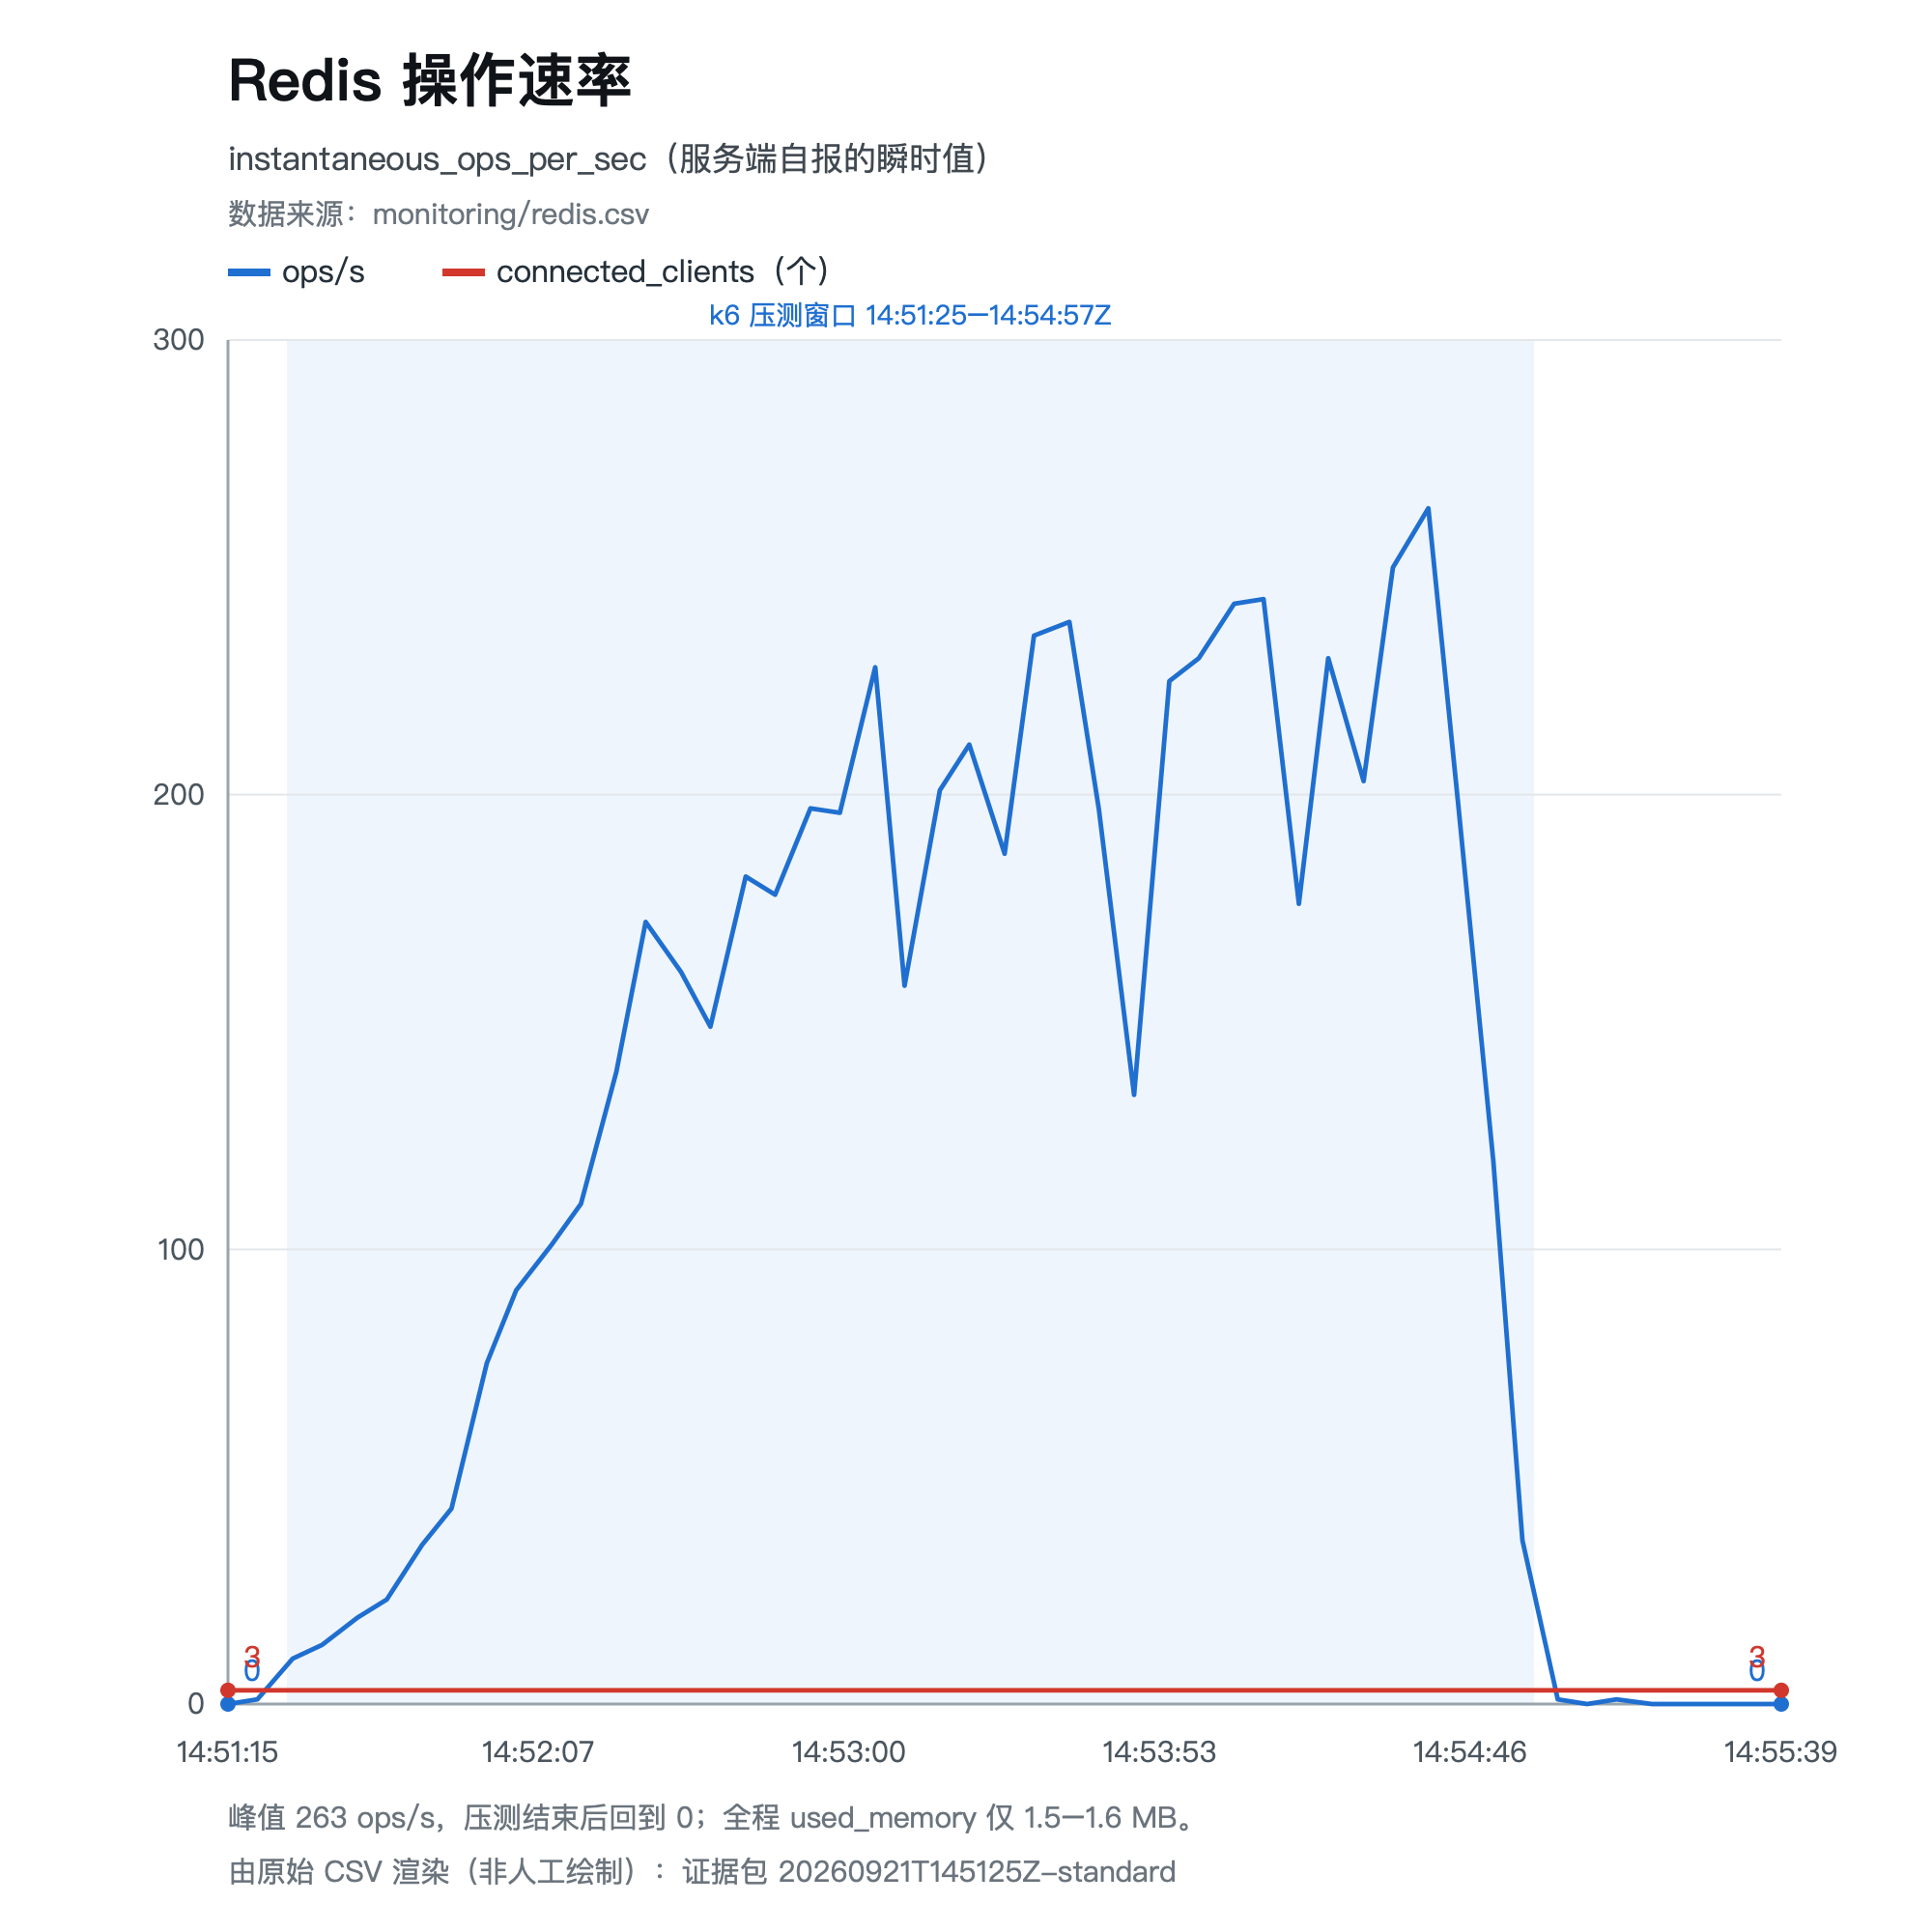 Redis 操作速率
instantaneous_ops_per_sec（服务端自报的瞬时值）
数据来源：monitoring/redis.csv
ops/s
connected_clients（个）
k6 压测窗口 14:51:25—14:54:57Z
300
200
100
0
3
0
3
0
14:51:15
14:52:07
14:53:00
14:53:53
14:54:46
14:55:39
峰值 263 ops/s，压测结束后回到 0；全程 used_memory 仅 1.5—1.6 MB。
由原始 CSV 渲染（非人工绘制）：证据包 20260921T145125Z-standard